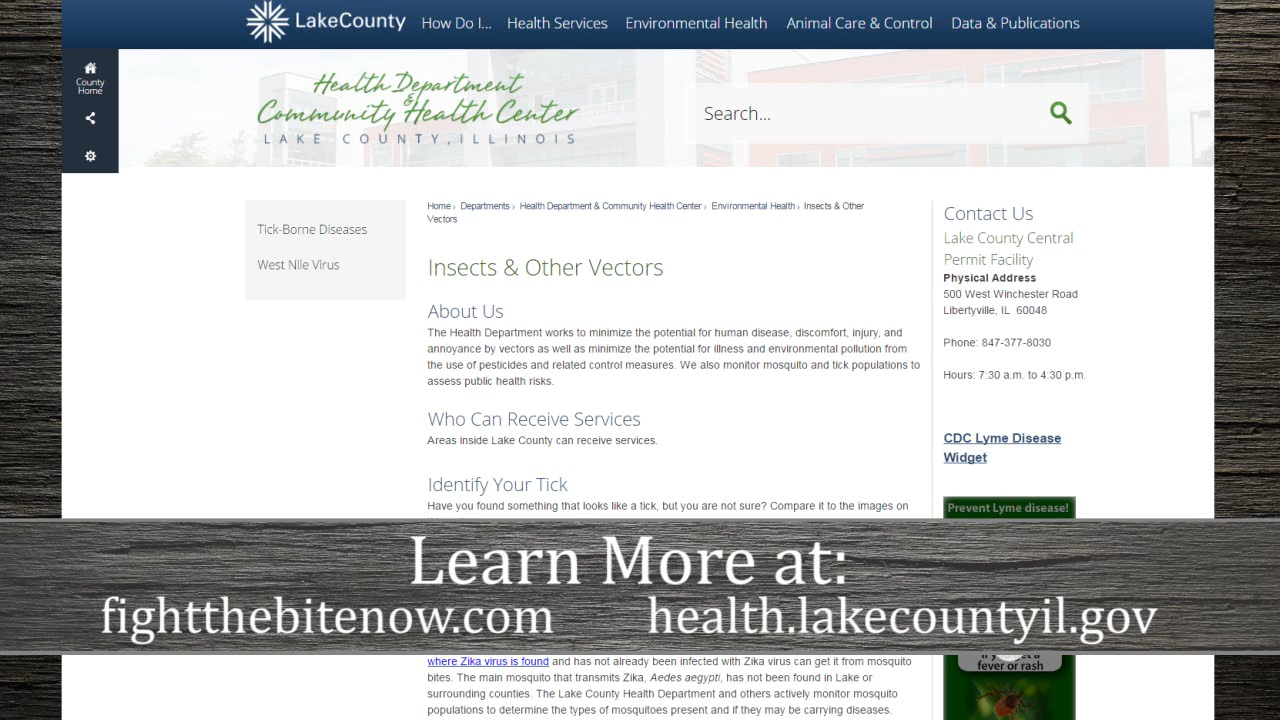 LakeCounty
How Do I... Health Services Environmental Health Animal Care & Control Data & Publications
County
Home
Health Department
&
Community Health Center
LAKE COUNTY, ILLINOIS
Search...
Tick-Borne Diseases
West Nile Virus
Home › Departments › Health Department & Community Health Center › Environmental Health › Insects & Other
Vectors
Insects & Other Vectors
About Us
The Health Department works to minimize the potential for human disease, discomfort, injury, and
annoyance by vectors as well as minimize the potential for illness and environmental pollution from
the use of pesticides and related control measures. We also monitor mosquito and tick populations to
assess public health risks.
Who Can Receive Services
Areas inside Lake County can receive services.
Identify Your Tick
Have you found something that looks like a tick, but you are not sure? Compare it to the images on
Contact Us
Lake County Central
Permit Facility
Physical Address
500 West Winchester Road
Libertyville, IL 60048
Phone: 847-377-8030
Hours: 7:30 a.m. to 4:30 p.m.
CDC Lyme Disease
Widget
Prevent Lyme disease!
Learn More at:
fightthebitenow.com health.lakecountyil.gov
where Zika virus is found and has not already been infected with Zika virus can get it from mosquito
bites. The main mosquito that transmits Zika, Aedes aegypti, has not been found in Lake or
surrounding counties. The Lake County Health Department and others are do monitor mosquito
populations to determine the types of mosquitoes present and if they may be carrying disease.
if you get a
fever or rash